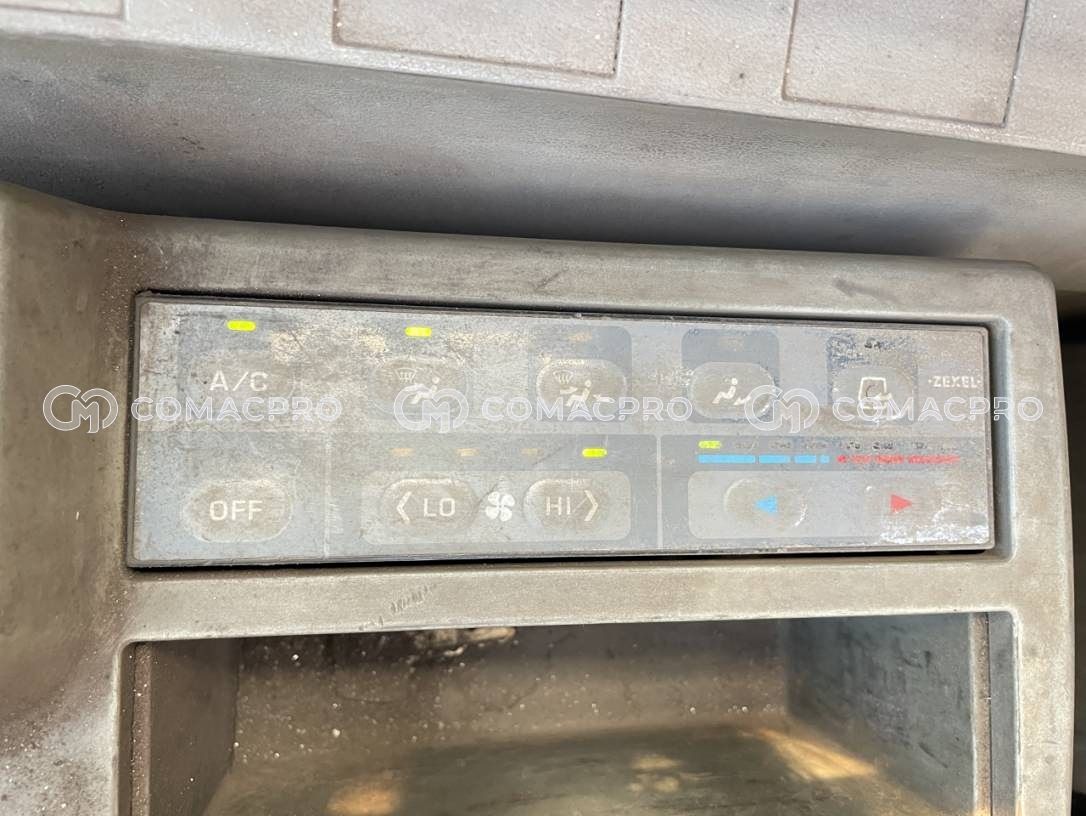 A/C
·ZEXEL·
COMACPRO COMACPRO COMACPRO
OFF
LO
HI